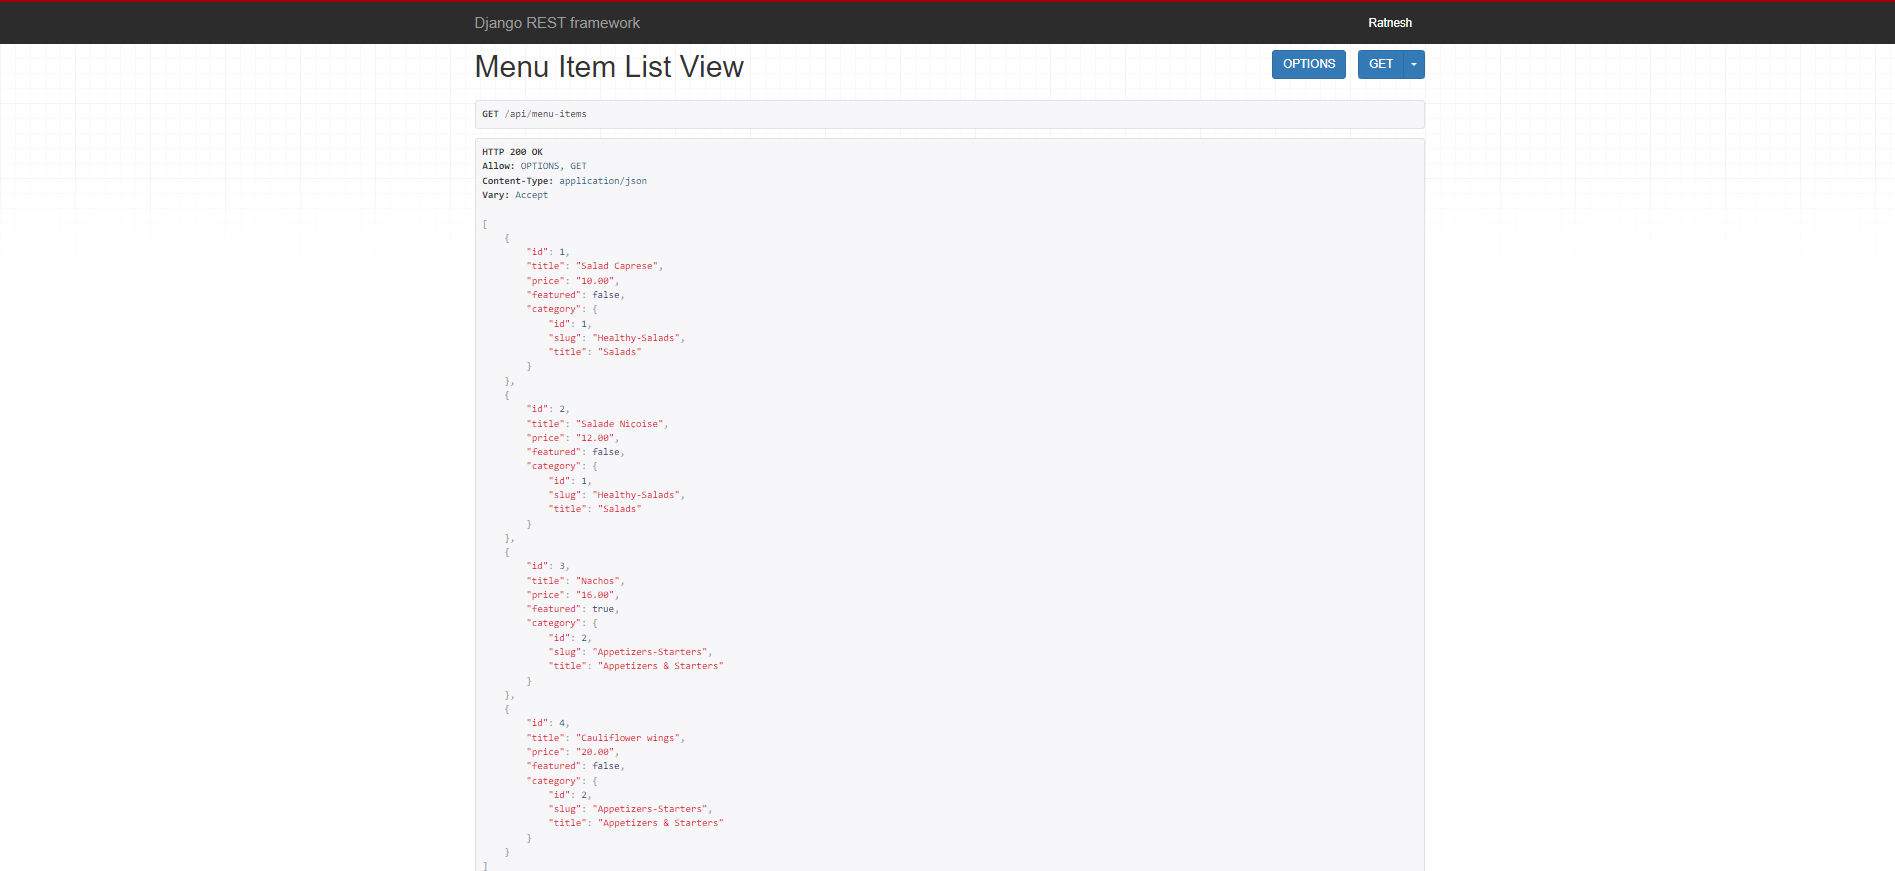 Django REST framework
Ratnesh
Menu Item List View
OPTIONS
GET
GET /api/menu-items
HTTP 200 OK
Allow: OPTIONS, GET
Content-Type: application/json
Vary: Accept
[
    {
        "id": 1,
        "title": "Salad Caprese",
        "price": "10.00",
        "featured": false,
        "category": {
            "id": 1,
            "slug": "Healthy-Salads",
            "title": "Salads"
        }
    },
    {
        "id": 2,
        "title": "Salade Niçoise",
        "price": "12.00",
        "featured": false,
        "category": {
            "id": 1,
            "slug": "Healthy-Salads",
            "title": "Salads"
        }
    },
    {
        "id": 3,
        "title": "Nachos",
        "price": "16.00",
        "featured": true,
        "category": {
            "id": 2,
            "slug": "Appetizers-Starters",
            "title": "Appetizers & Starters"
        }
    },
    {
        "id": 4,
        "title": "Cauliflower wings",
        "price": "20.00",
        "featured": false,
        "category": {
            "id": 2,
            "slug": "Appetizers-Starters",
            "title": "Appetizers & Starters"
        }
    }
]